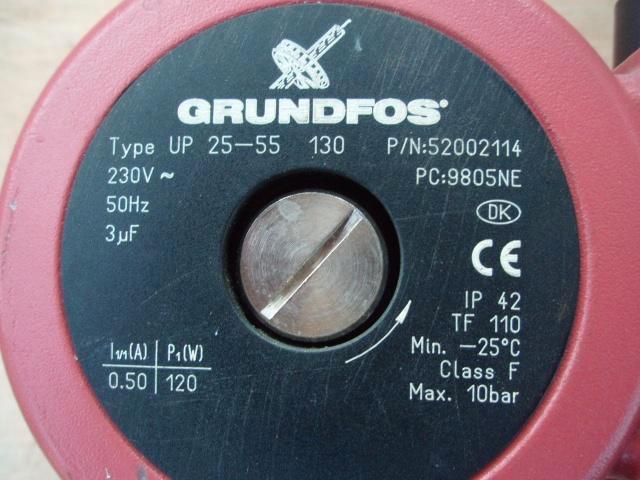 GRUNDFOS
Type UP 25-55 130 P/N:52002114
230V ~ PC:9805NE
50Hz DK
3µF
CE
IP 42
TF 110
Min. -25°C
Class F
Max. 10bar
I1/1(A) P1(W)
0.50 120